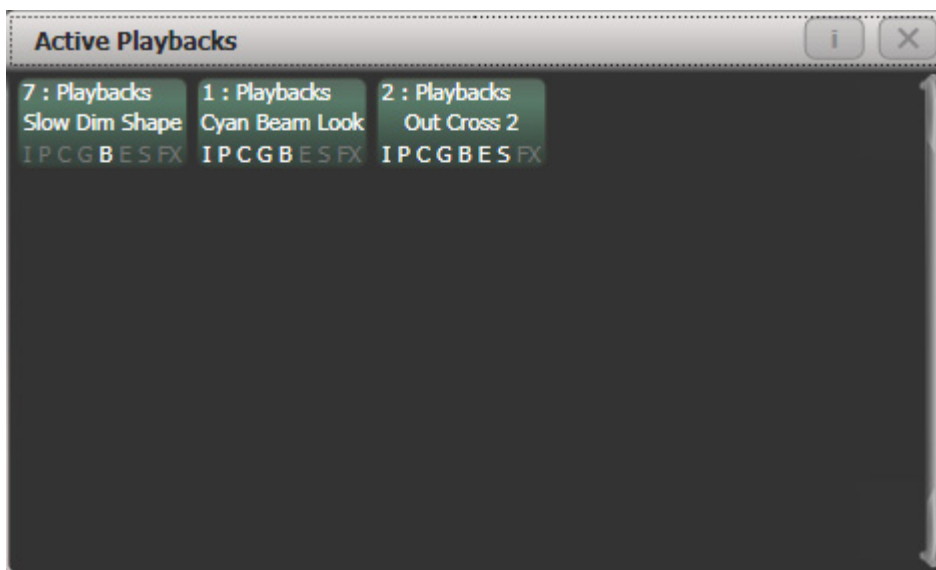 Active Playbacks
i
7 : Playbacks
Slow Dim Shape
I P C G B E S FX
1 : Playbacks
Cyan Beam Look
I P C G B E S FX
2 : Playbacks
Out Cross 2
I P C G B E S FX